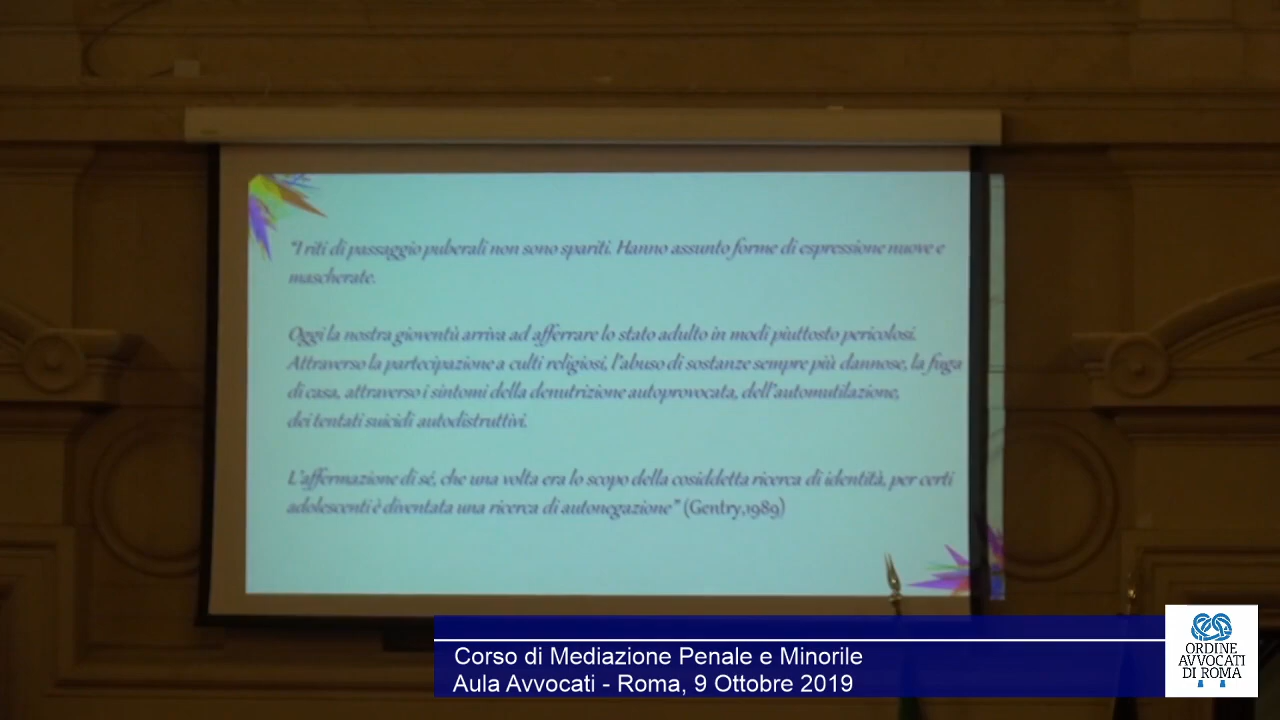 “I riti di passaggio puberali non sono spariti. Hanno assunto forme di espressione nuove e
mascherate.
Oggi la nostra gioventù arriva ad afferrare lo stato adulto in modi piuttosto pericolosi.
Attraverso la partecipazione a culti religiosi, l'abuso di sostanze sempre più dannose, la fuga
di casa, attraverso i sintomi della denutrizione autoprovocata, dell'automutilazione,
dei tentati suicidi autodistruttivi.
L'affermazione di sé, che una volta era lo scopo della cosiddetta ricerca di identità, per certi
adolescenti è diventata una ricerca di autonegazione” (Gentry,1989)
Corso di Mediazione Penale e Minorile
Aula Avvocati - Roma, 9 Ottobre 2019
ORDINE
AVVOCATI
DI ROMA